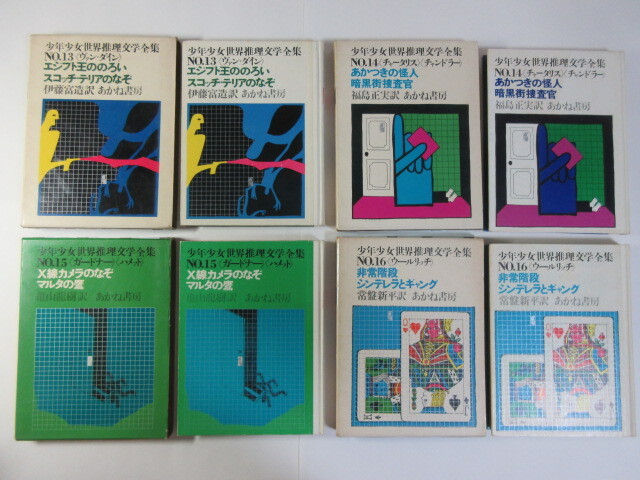 少年少女世界推理文学全集
NO.13〈ヴァン・ダイン〉
エジプト王ののろい
スコッチ・テリアのなぞ
伊藤富造訳 あかね書房
少年少女世界推理文学全集
NO.13〈ヴァン・ダイン〉
エジプト王ののろい
スコッチ・テリアのなぞ
伊藤富造訳 あかね書房
少年少女世界推理文学全集
NO.14〈チャータリス〉〈チャンドラー〉
あかつきの怪人
暗黒街捜査官
福島正実訳 あかね書房
少年少女世界推理文学全集
NO.14〈チャータリス〉〈チャンドラー〉
あかつきの怪人
暗黒街捜査官
福島正実訳 あかね書房
少年少女世界推理文学全集
NO.15〈ガードナー〉〈ハメット〉
X線カメラのなぞ
マルタの鷹
亀山龍樹訳 あかね書房
少年少女世界推理文学全集
NO.15〈ガードナー〉〈ハメット〉
X線カメラのなぞ
マルタの鷹
亀山龍樹訳 あかね書房
少年少女世界推理文学全集
NO.16〈ウールリッチ〉
非常階段
シンデレラとギャング
常盤新平訳 あかね書房
少年少女世界推理文学全集
NO.16〈ウールリッチ〉
非常階段
シンデレラとギャング
常盤新平訳 あかね書房